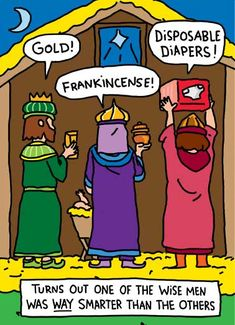 GOLD!
FRANKINCENSE!
DiSPOSABLE
DiAPERS!
TURNS OUT ONE OF THE WiSE MEN
WAS WAY SMARTER THAN THE OTHERS